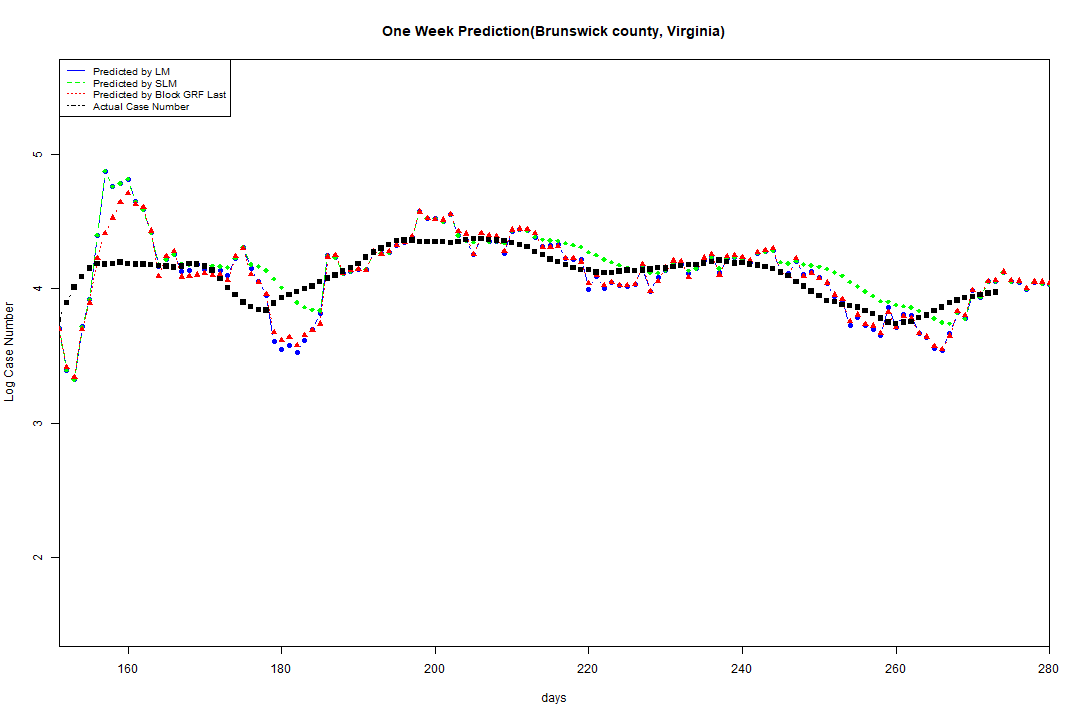 One Week Prediction(Brunswick county, Virginia)
Predicted by LM
Predicted by SLM
Predicted by Block GRF Last
Actual Case Number
5
4
3
2
Log Case Number
160 180 200 220 240 260 280
days